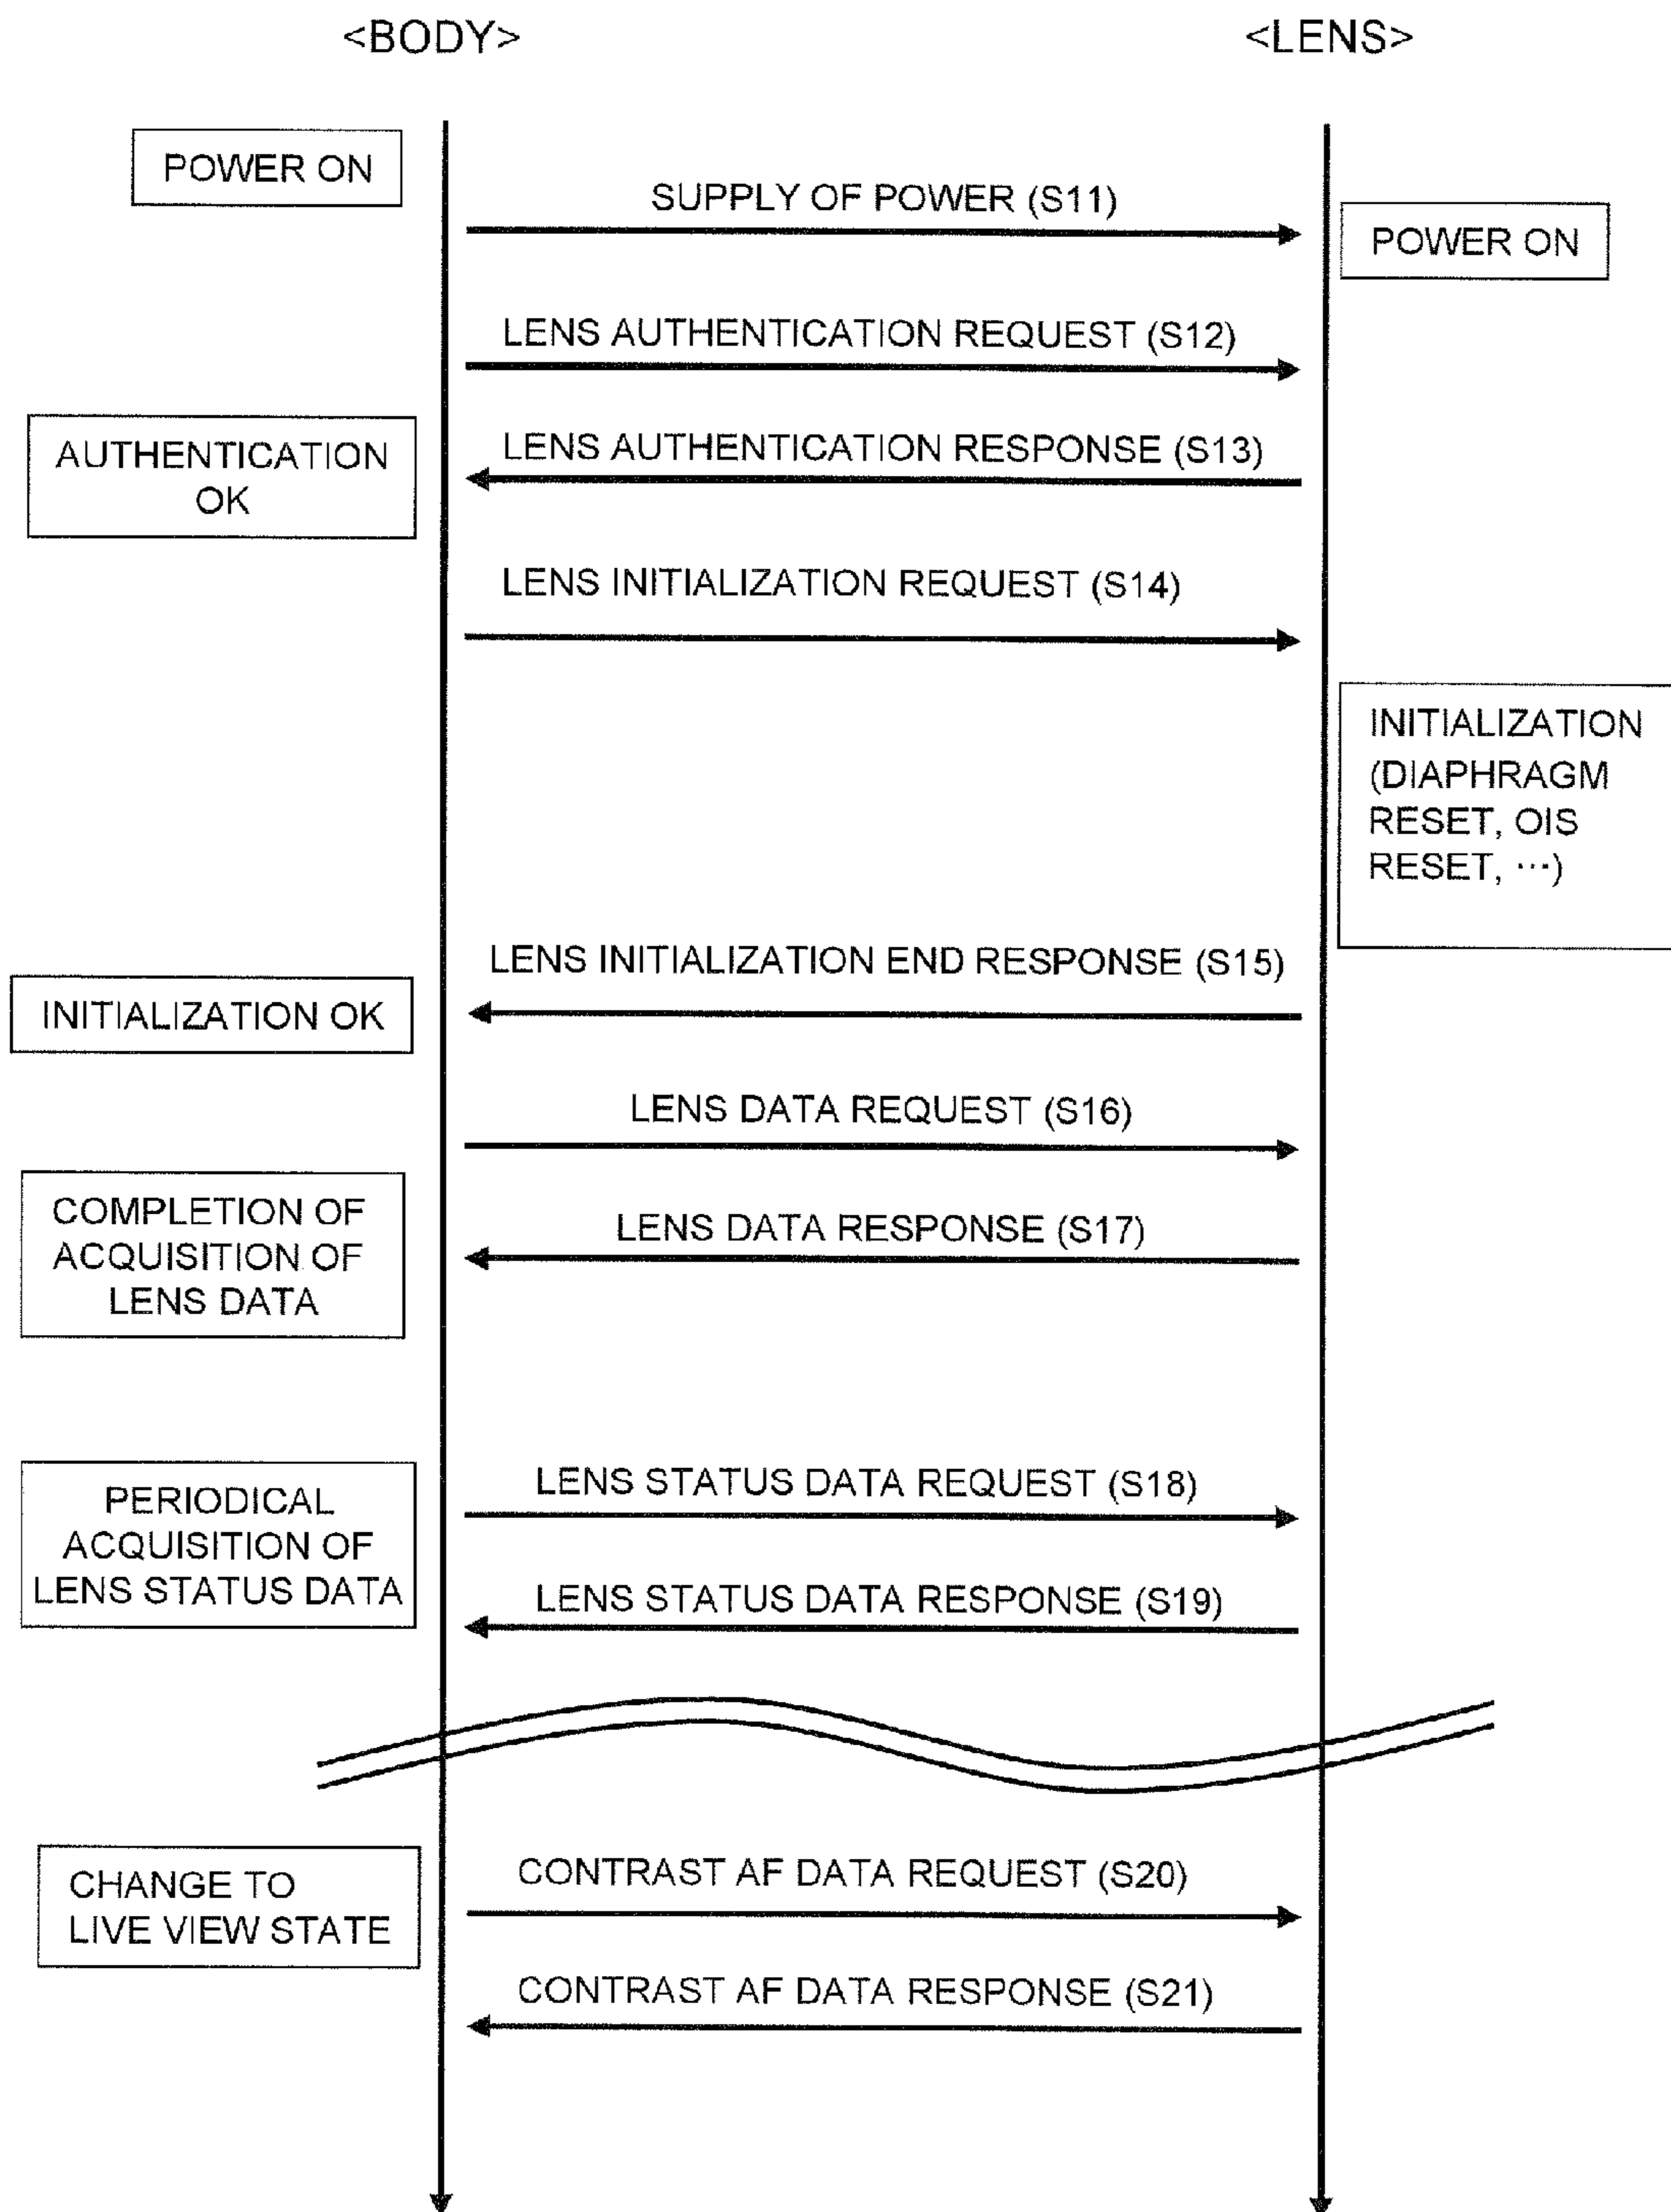 <BODY>
<LENS>
POWER ON
SUPPLY OF POWER (S11)
POWER ON
LENS AUTHENTICATION REQUEST (S12)
AUTHENTICATION
OK
LENS AUTHENTICATION RESPONSE (S13)
LENS INITIALIZATION REQUEST (S14)
INITIALIZATION
(DIAPHRAGM
RESET, OIS
RESET, ···)
LENS INITIALIZATION END RESPONSE (S15)
INITIALIZATION OK
LENS DATA REQUEST (S16)
COMPLETION OF
ACQUISITION OF
LENS DATA
LENS DATA RESPONSE (S17)
PERIODICAL
ACQUISITION OF
LENS STATUS DATA
LENS STATUS DATA REQUEST (S18)
LENS STATUS DATA RESPONSE (S19)
CHANGE TO
LIVE VIEW STATE
CONTRAST AF DATA REQUEST (S20)
CONTRAST AF DATA RESPONSE (S21)